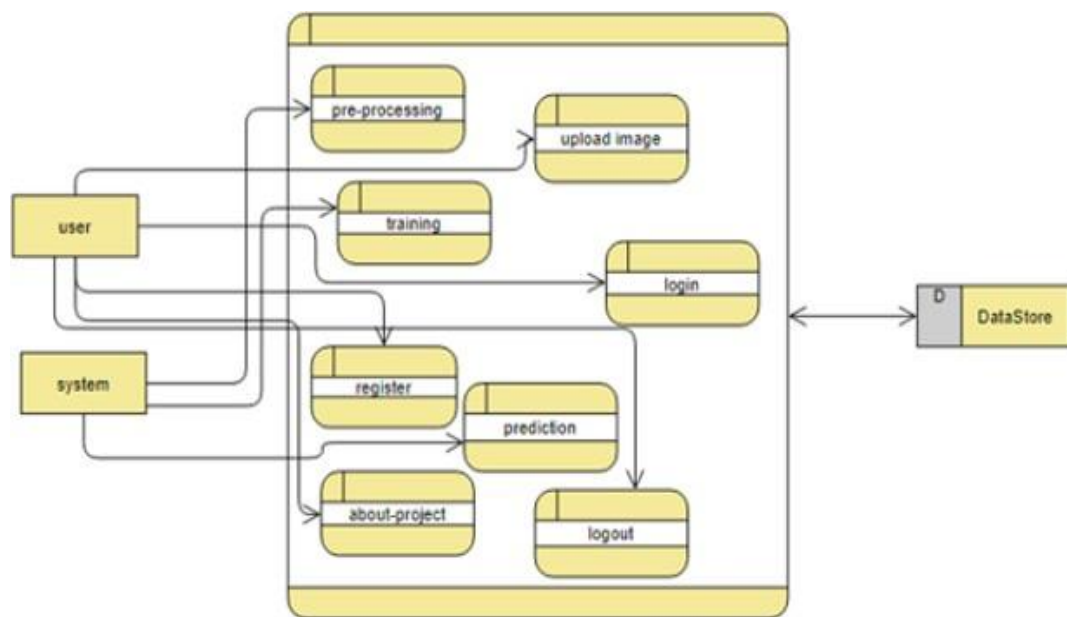 pre-processing
upload image
user
training
login
D
DataStore
system
register
prediction
about-project
logout